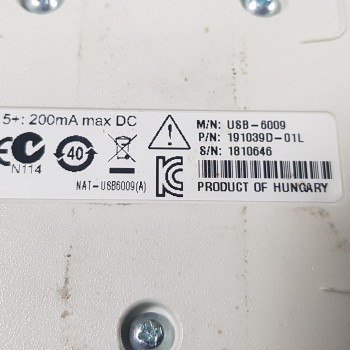 5+: 200mA max DC
M/N: USB-6009
P/N: 191039D-01L
S/N: 1810646
N114
40
NAT-USB6009(A)
PRODUCT OF HUNGARY